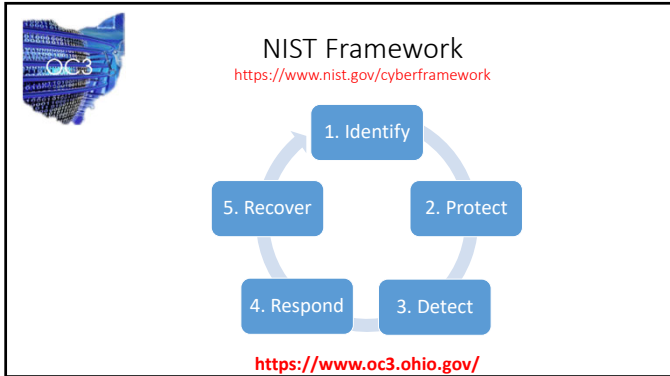 OC3
NIST Framework
https://www.nist.gov/cyberframework
1. Identify
2. Protect
3. Detect
4. Respond
5. Recover
https://www.oc3.ohio.gov/